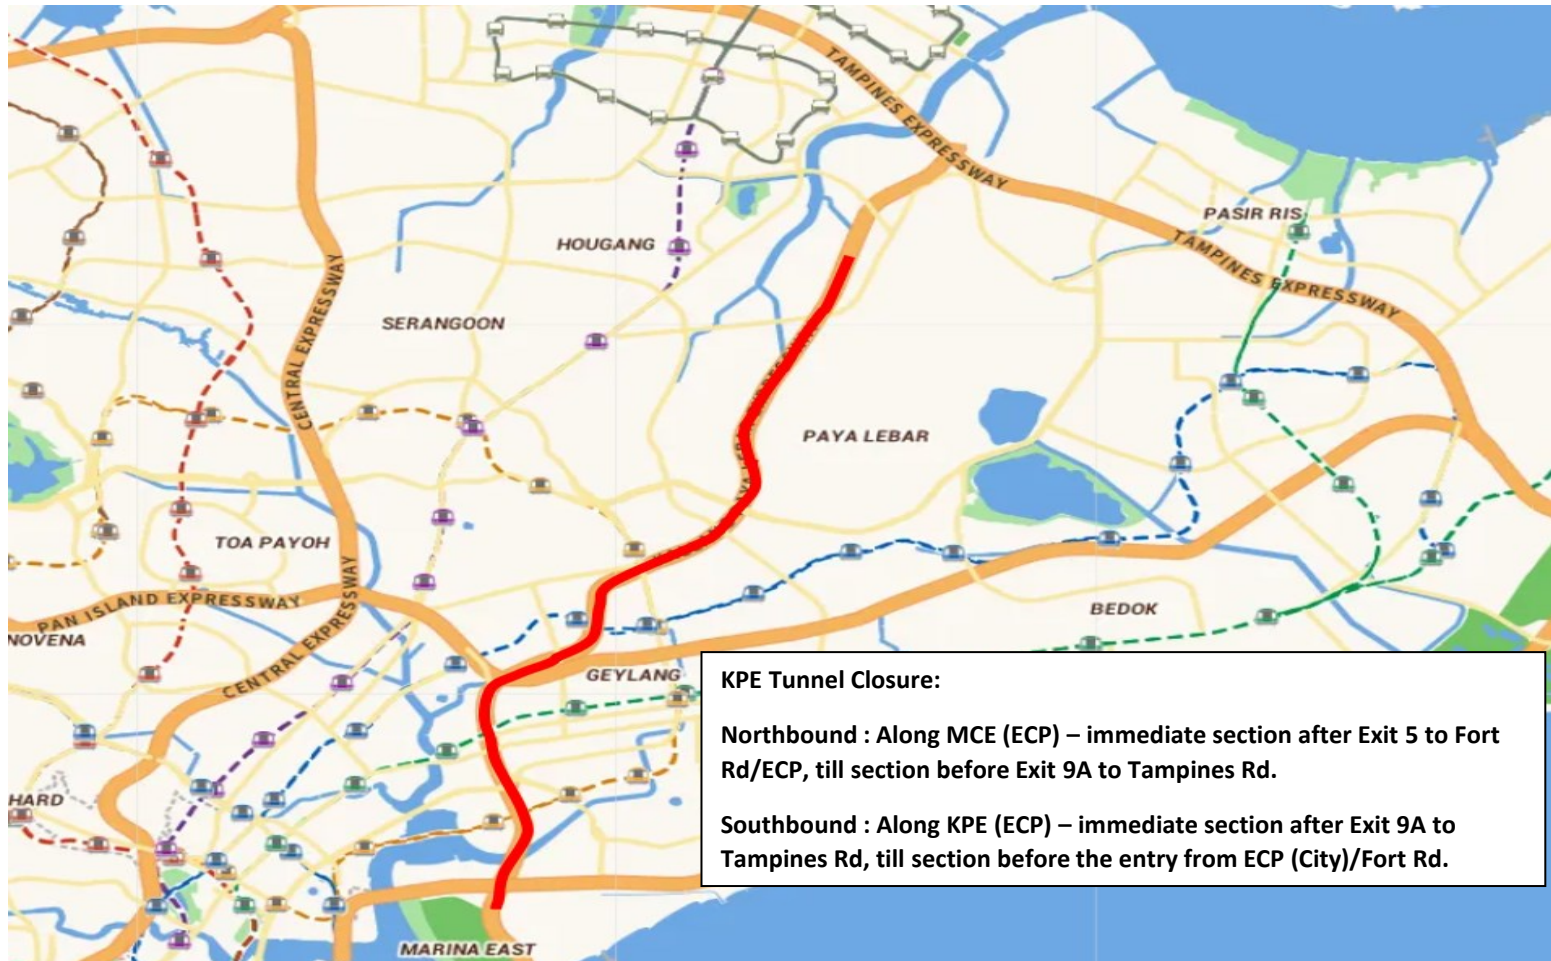 TAMPINES EXPRESSWAY
PASIR RIS
TAMPINES EXPRESSWAY
HOUGANG
CENTRAL EXPRESSWAY
SERANGOON
PAYA LEBAR
TOA PAYOH
PAN ISLAND EXPRESSWAY
NOVENA
CENTRAL EXPRESSWAY
BEDOK
GEYLANG
HARD
MARINA EAST
KPE Tunnel Closure:
Northbound : Along MCE (ECP) – immediate section after Exit 5 to Fort
Rd/ECP, till section before Exit 9A to Tampines Rd.
Southbound : Along KPE (ECP) – immediate section after Exit 9A to
Tampines Rd, till section before the entry from ECP (City)/Fort Rd.